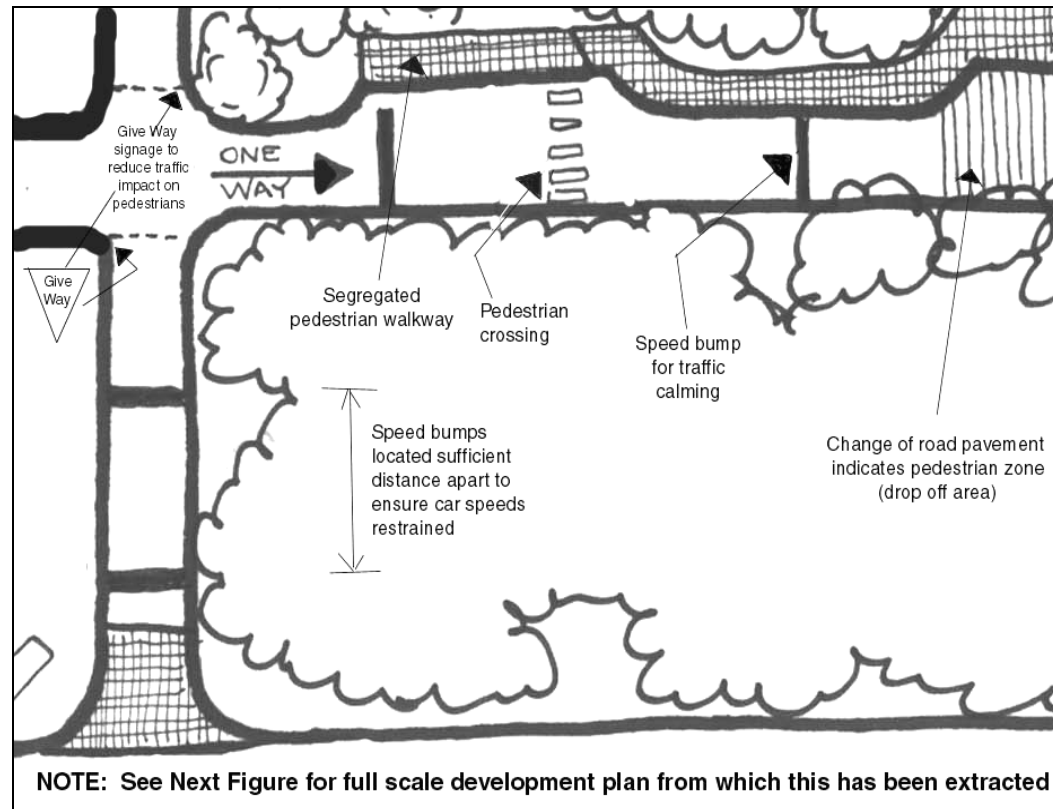 Give Way
signage to
reduce traffic
impact on
pedestrians
ONE
WAY
Give
Way
Segregated
pedestrian walkway
Pedestrian
crossing
Speed bump
for traffic
calming
Speed bumps
located sufficient
distance apart to
ensure car speeds
restrained
Change of road pavement
indicates pedestrian zone
(drop off area)
NOTE: See Next Figure for full scale development plan from which this has been extracted